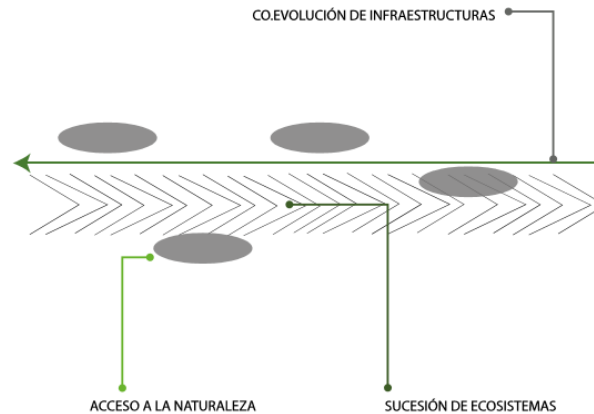 CO.EVOLUCIÓN DE INFRAESTRUCTURAS
ACCESO A LA NATURALEZA
SUCESIÓN DE ECOSISTEMAS